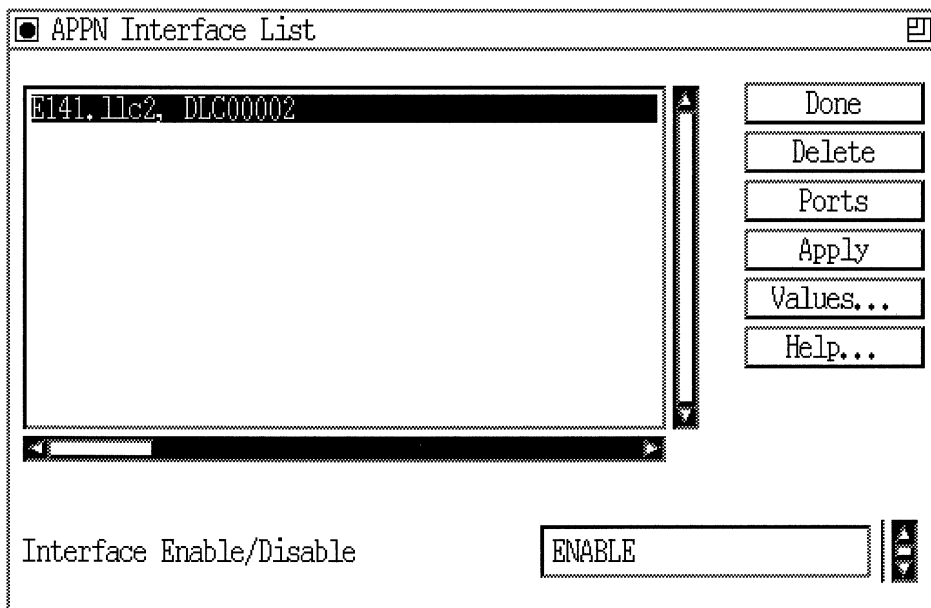 APPN Interface List
E141.llc2, DLC00002
Done
Delete
Ports
Apply
Values...
Help...
Interface Enable/Disable
ENABLE